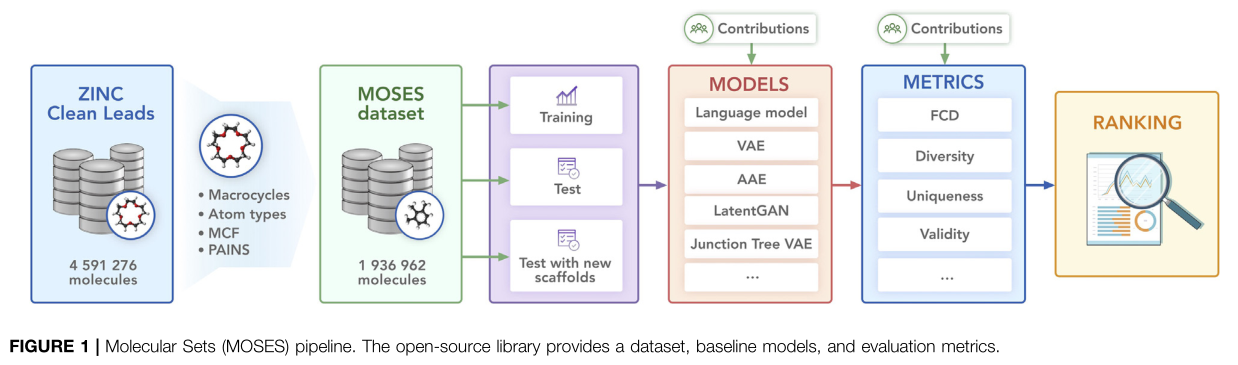 ZINC
Clean Leads
4 591 276
molecules
• Macrocycles
• Atom types
• MCF
• PAINS
MOSES
dataset
1 936 962
molecules
Training
Test
Test with new
scaffolds
Contributions
MODELS
Language model
VAE
AAE
LatentGAN
Junction Tree VAE
...
Contributions
METRICS
FCD
Diversity
Uniqueness
Validity
...
RANKING
FIGURE 1 | Molecular Sets (MOSES) pipeline. The open-source library provides a dataset, baseline models, and evaluation metrics.